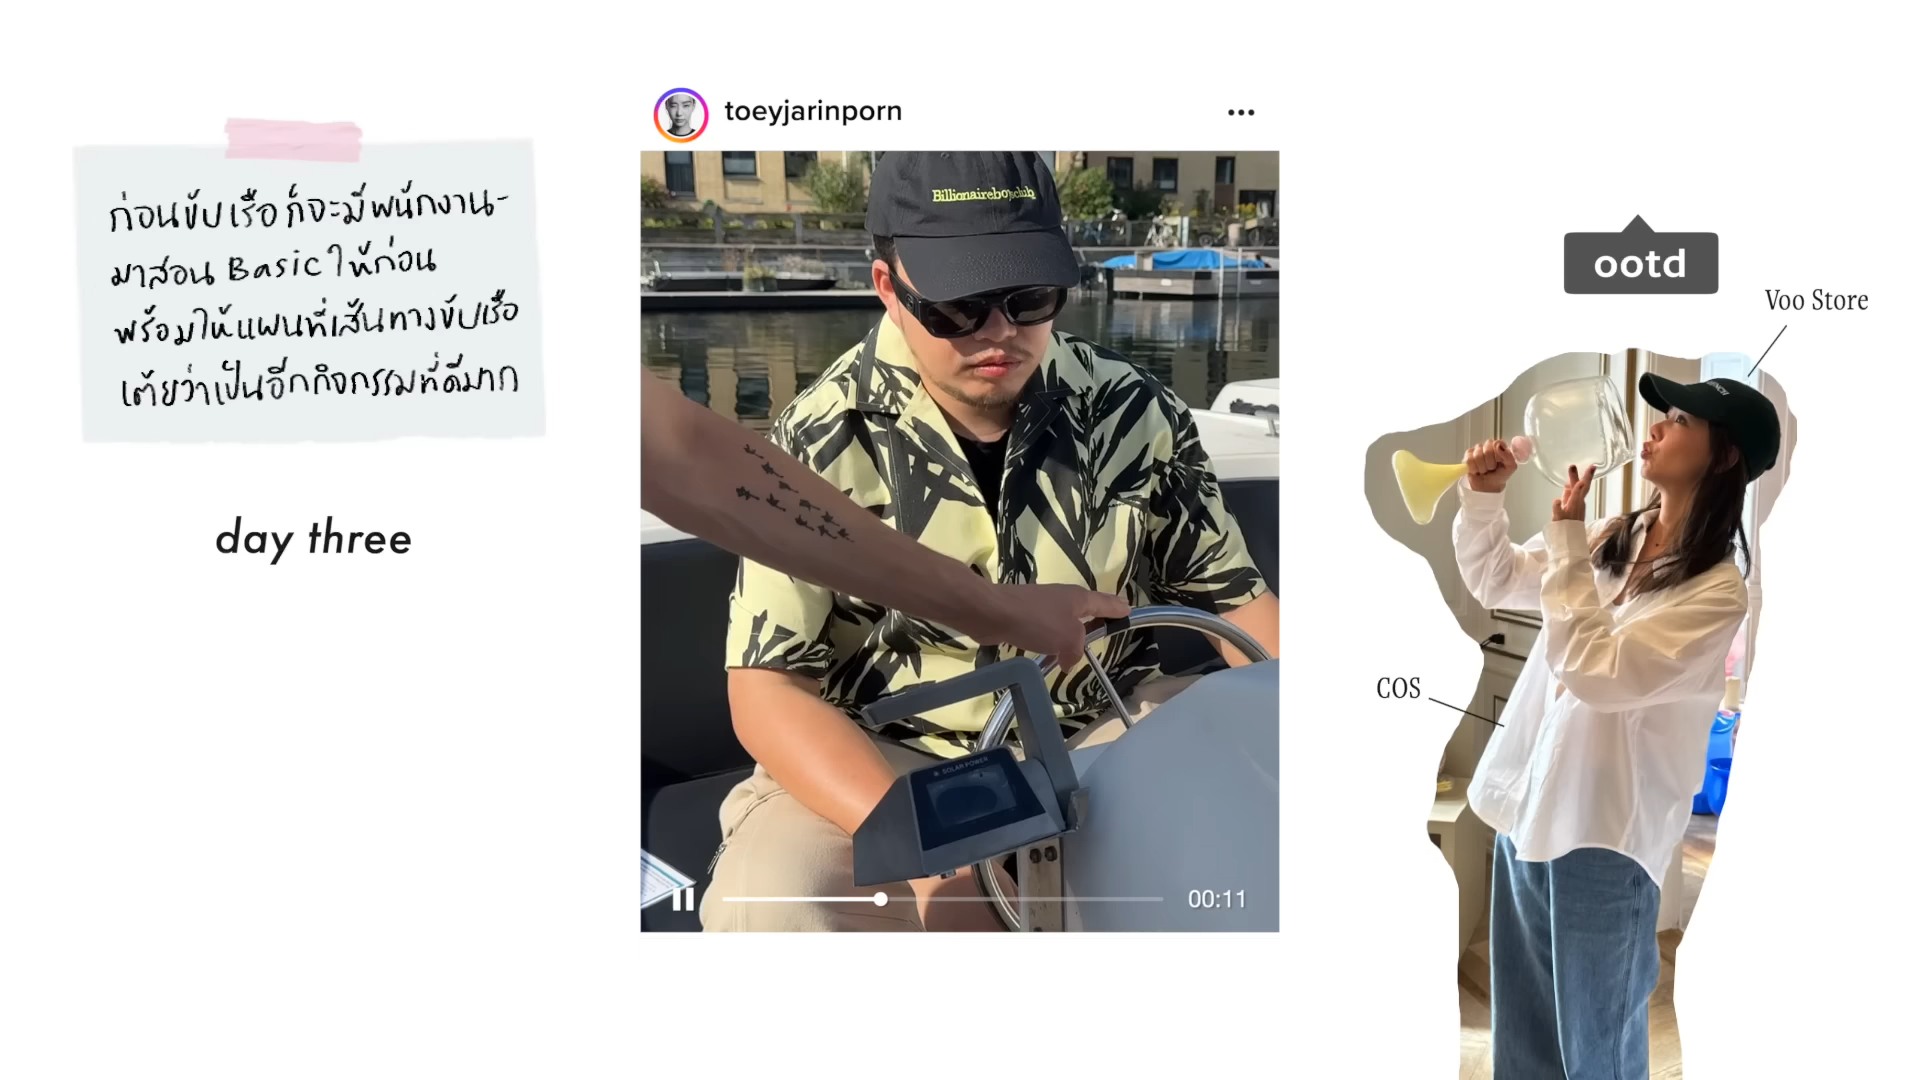 ก่อนขับเรือ ก็จะมีพนักงาน-
มาสอน Basic ให้ก่อน
พร้อมให้แผนที่เส้นทางขับเรือ
เต้ยว่าเป็นอีกกิจกรรมที่ดีมาก
day three
toeyjarinporn
Billionaireboysclub
SOLAR POWER
00:11
ootd
Voo Store
COS